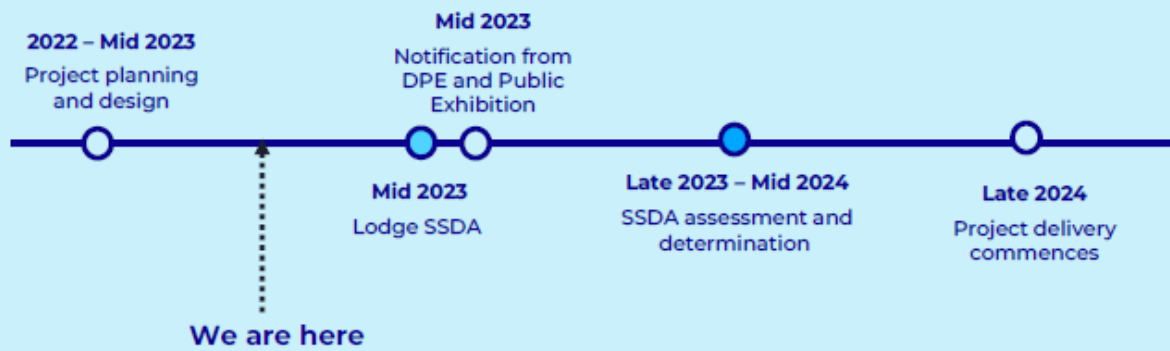 2022 – Mid 2023
Project planning
and design
Mid 2023
Notification from
DPE and Public
Exhibition
Mid 2023
Lodge SSDA
Late 2023 – Mid 2024
SSDA assessment and
determination
Late 2024
Project delivery
commences
We are here